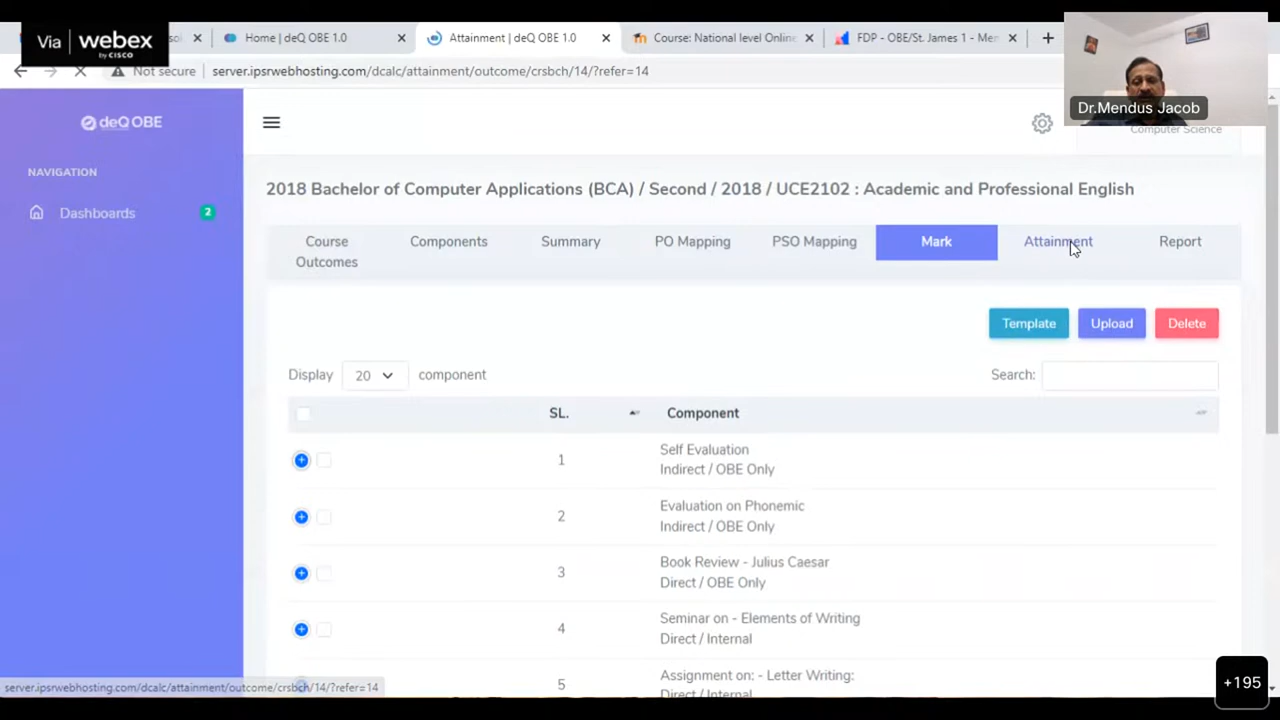 Via webex
by CISCO
Home | deQ OBE 1.0
Attainment | deQ OBE 1.0
Course: National level Online
FDP - OBE/St. James 1 - Mer
Not secure
server.ipsrwebhosting.com/dcalc/attainment/outcome/crsbch/14/?refer=14
Dr.Mendus Jacob
Computer Science
deQ OBE
NAVIGATION
Dashboards
2
2018 Bachelor of Computer Applications (BCA) / Second / 2018 / UCE2102 : Academic and Professional English
Course Outcomes
Components
Summary
PO Mapping
PSO Mapping
Mark
Attainment
Report
Template
Upload
Delete
Display 20 component
Search:
SL.
Component
1
Self Evaluation
Indirect / OBE Only
2
Evaluation on Phonemic
Indirect / OBE Only
3
Book Review - Julius Caesar
Direct / OBE Only
4
Seminar on - Elements of Writing
Direct / Internal
5
Assignment on: - Letter Writing:
Direct / Internal
server.ipsrwebhosting.com/dcalc/attainment/outcome/crsbch/14/?refer=14
+195